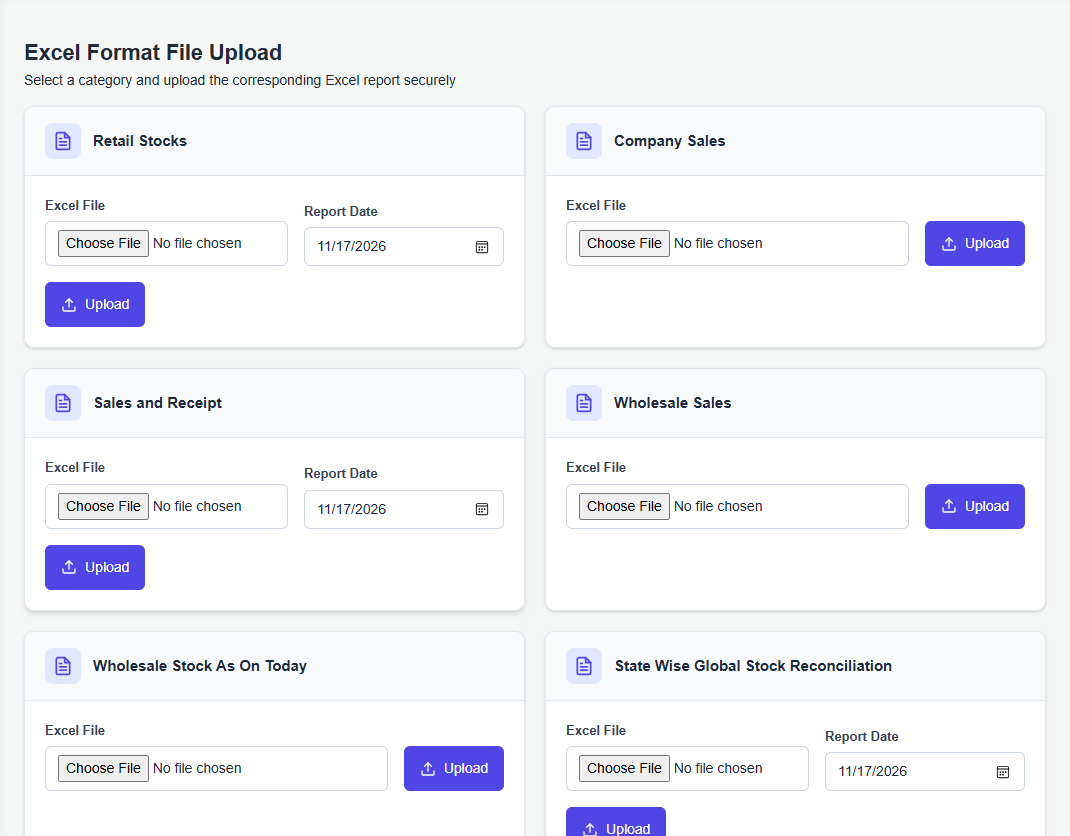 Excel Format File Upload
Select a category and upload the corresponding Excel report securely
Retail Stocks
Excel File
Report Date
Choose File No file chosen
11/17/2026
Upload
Company Sales
Excel File
Choose File No file chosen
Upload
Sales and Receipt
Excel File
Report Date
Choose File No file chosen
11/17/2026
Upload
Wholesale Sales
Excel File
Choose File No file chosen
Upload
Wholesale Stock As On Today
Excel File
Choose File No file chosen
Upload
State Wise Global Stock Reconciliation
Excel File
Report Date
Choose File No file chosen
11/17/2026
Upload